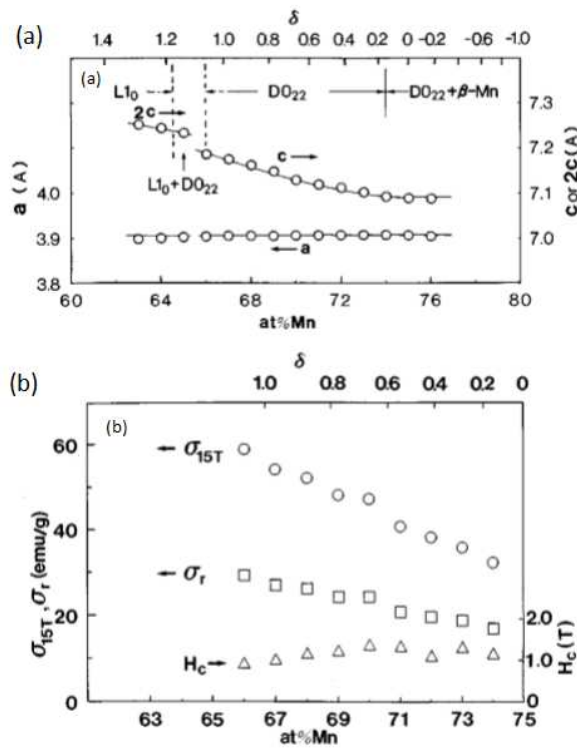 (a)
δ
1.4 1.2 1.0 0.8 0.6 0.4 0.2 0 -0.2 -0.6 -1.0
(a)
L1₀ D0₂₂ D0₂₂+β-Mn
2c c
L1₀+D0₂₂
a
a (A)
4.0
3.9
3.8
c or 2c (A)
7.3
7.2
7.1
7.0
60 64 68 72 76 80
at%Mn
(b)
δ
1.0 0.8 0.6 0.4 0.2 0
(b)
σ₁₅T
σr
Hc
σ₁₅T, σr (emu/g)
60
40
20
0
Hc (T)
2.0
1.0
0
63 65 67 69 71 73 75
at%Mn